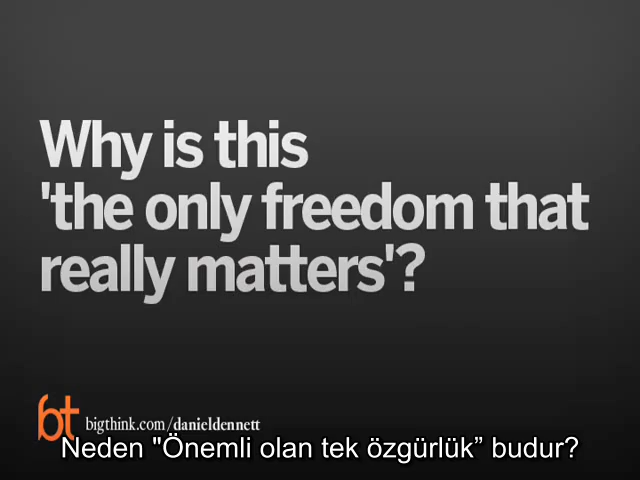 Why is this
'the only freedom that
really matters'?
bt
bigthink.com/danieldennett
Neden "Önemli olan tek özgürlük” budur?